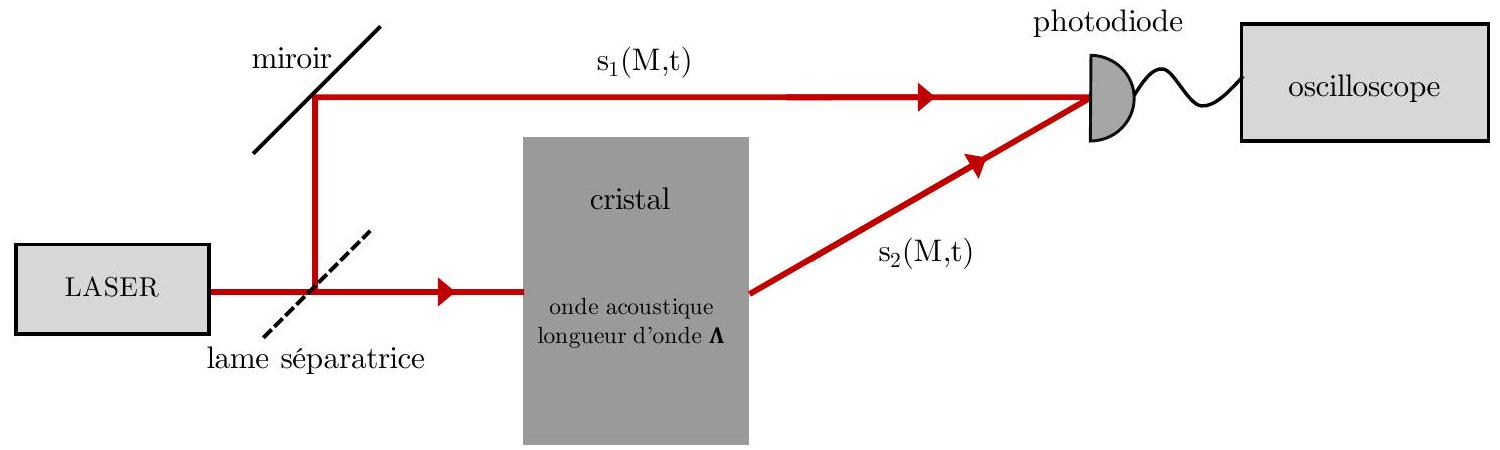 photodiode
miroir
s₁(M,t)
oscilloscope
cristal
s₂(M,t)
LASER
onde acoustique
longueur d'onde Λ
lame séparatrice